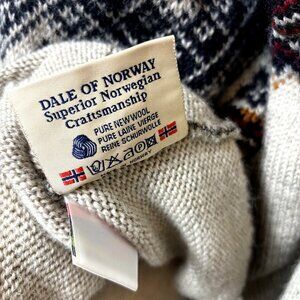 DALE OF NORWAY
Superior Norwegian
Craftsmanship
PURE NEW WOOL
PURE LAINE VIERGE
REINE SCHURWOLLE